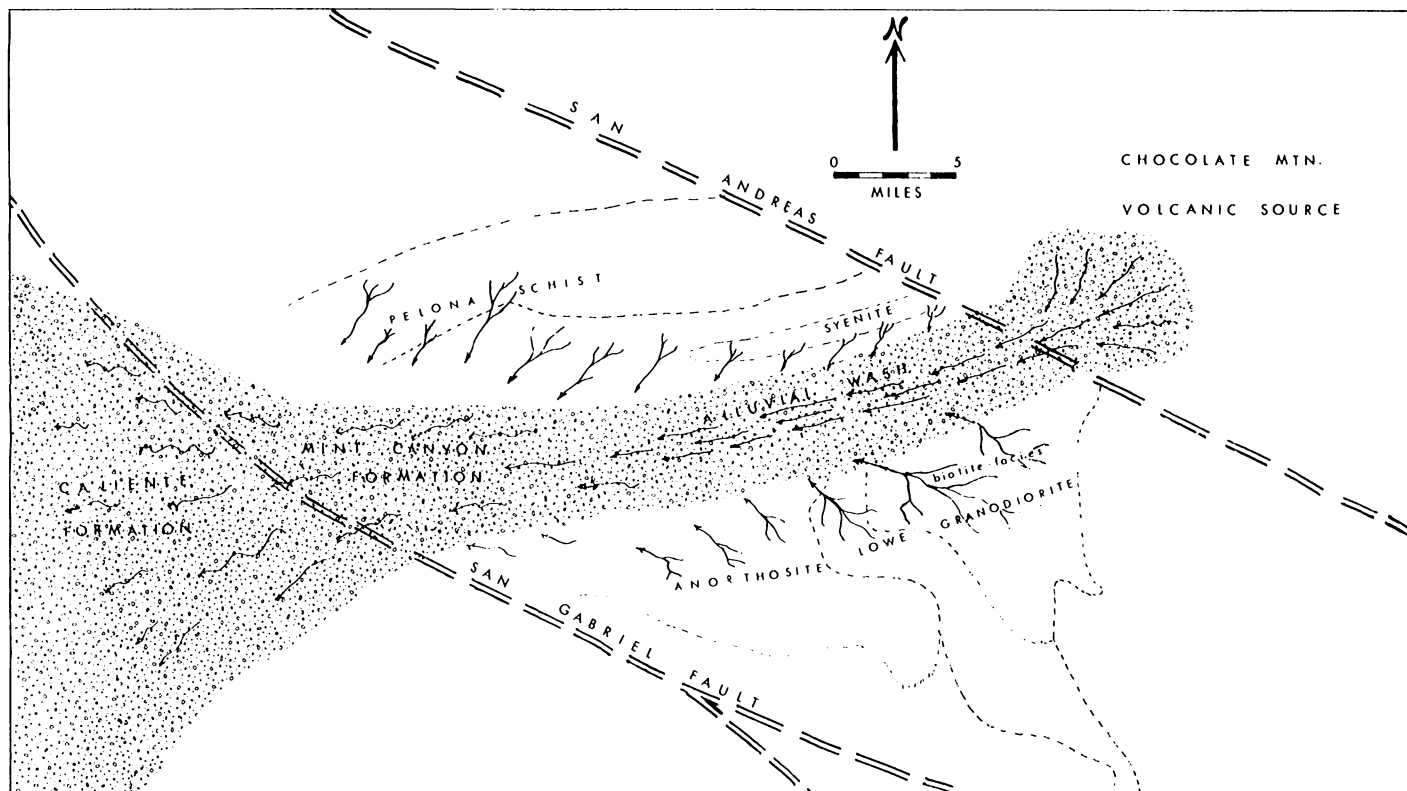 N
SAN ANDREAS FAULT
0 5
MILES
CHOCOLATE MTN.
VOLCANIC SOURCE
PELONA SCHIST
SYENITE
ALLUVIAL WASH
MINT CANYON
FORMATION
CALIENTE
FORMATION
biotite facies
LOWE GRANODIORITE
ANORTHOSITE
SAN GABRIEL FAULT